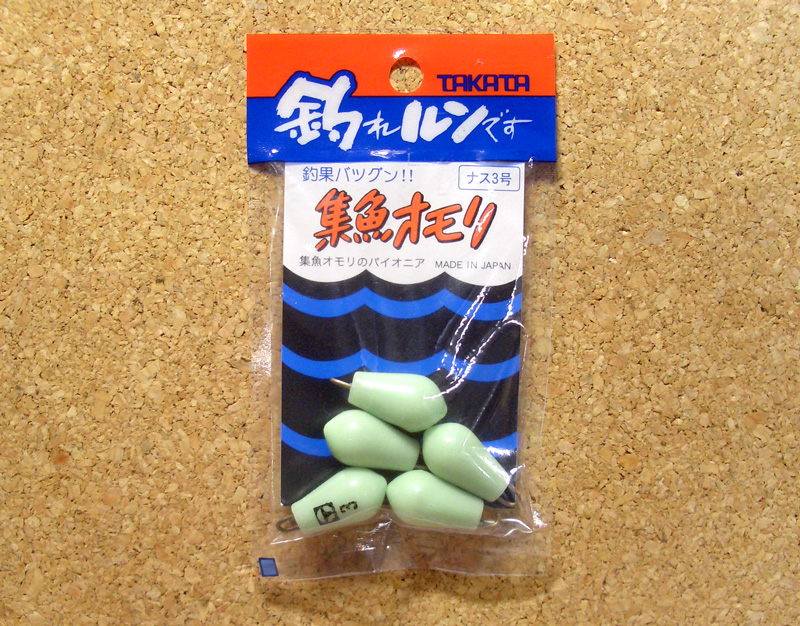 TAKATA
釣れルンです
釣果バツグン!!
ナス3号
集魚オモリ
集魚オモリのパイオニア MADE IN JAPAN
3